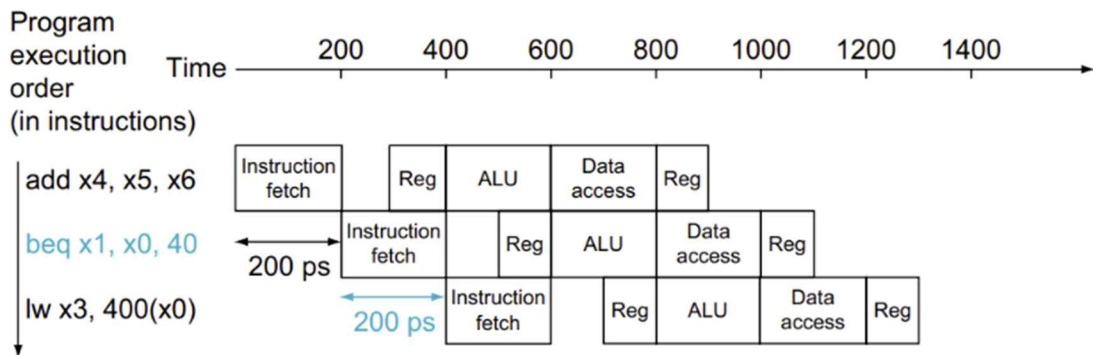 Program
execution
order
(in instructions)
Time
200 400 600 800 1000 1200 1400
add x4, x5, x6
Instruction
fetch
Reg
ALU
Data
access
Reg
beq x1, x0, 40
200 ps
Instruction
fetch
Reg
ALU
Data
access
Reg
lw x3, 400(x0)
200 ps
Instruction
fetch
Reg
ALU
Data
access
Reg